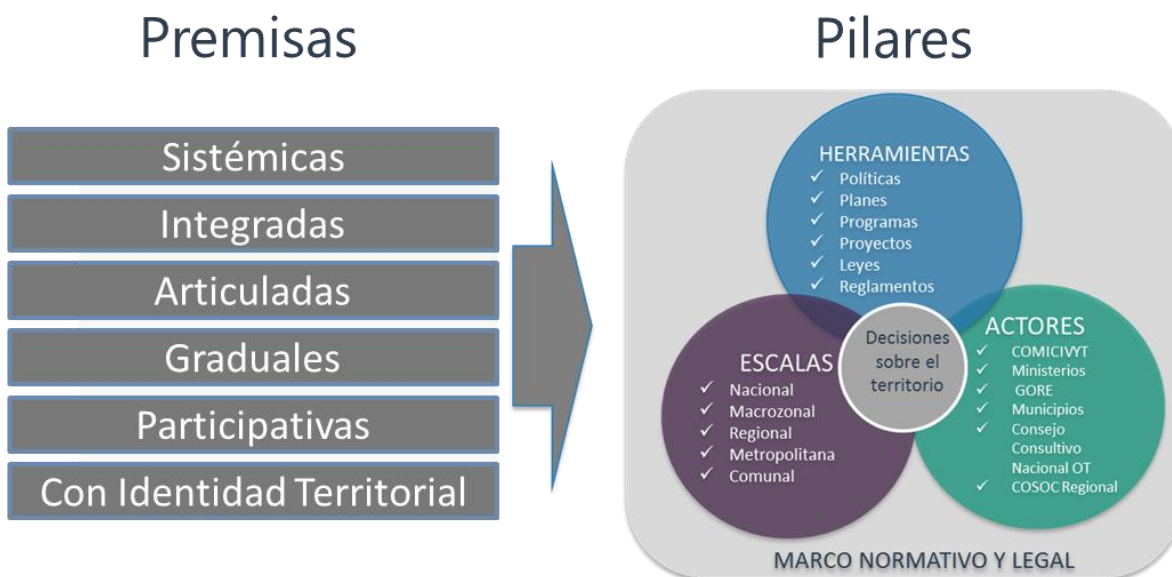 Premisas
Sistémicas
Integradas
Articuladas
Graduales
Participativas
Con Identidad Territorial
Pilares
HERRAMIENTAS
✓ Políticas
✓ Planes
✓ Programas
✓ Proyectos
✓ Leyes
✓ Reglamentos
ESCALAS
✓ Nacional
✓ Macrozonal
✓ Regional
✓ Metropolitana
✓ Comunal
Decisiones
sobre el
territorio
ACTORES
✓ COMICIVYT
✓ Ministerios
✓ GORE
✓ Municipios
✓ Consejo
Consultivo
Nacional OT
✓ COSOC Regional
MARCO NORMATIVO Y LEGAL